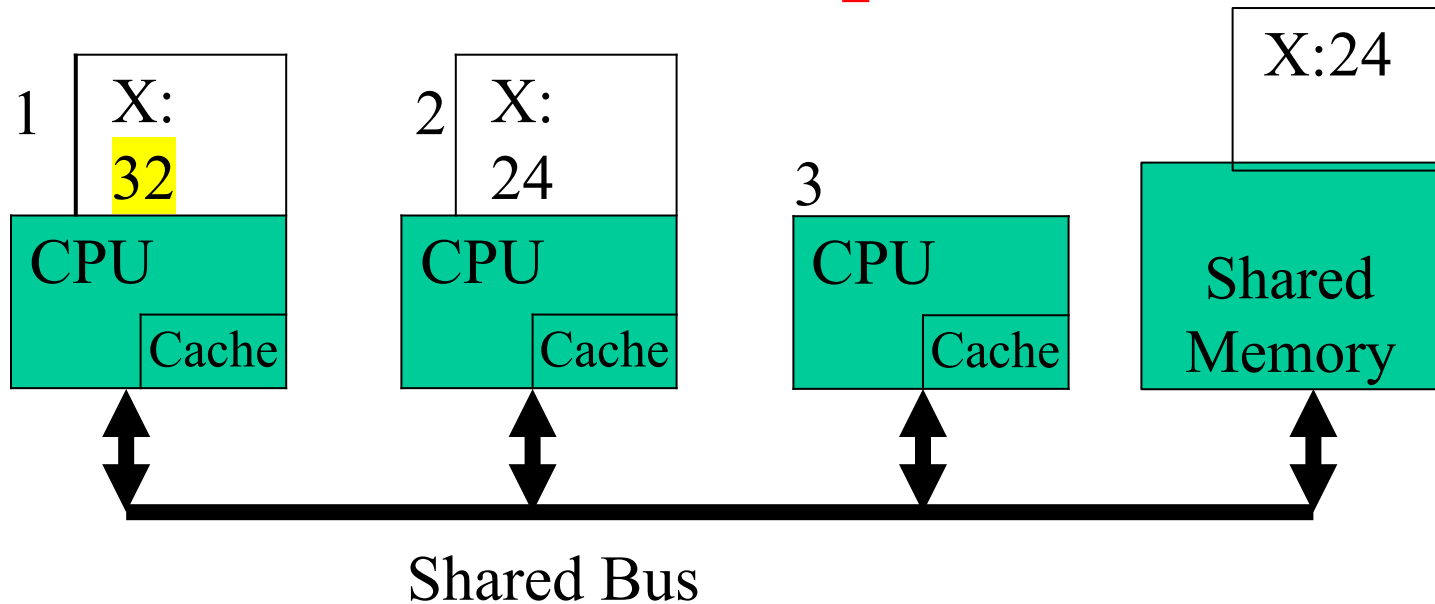 1
X:
32
CPU
Cache
2
X:
24
CPU
Cache
3
CPU
Cache
X:24
Shared
Memory
Shared Bus